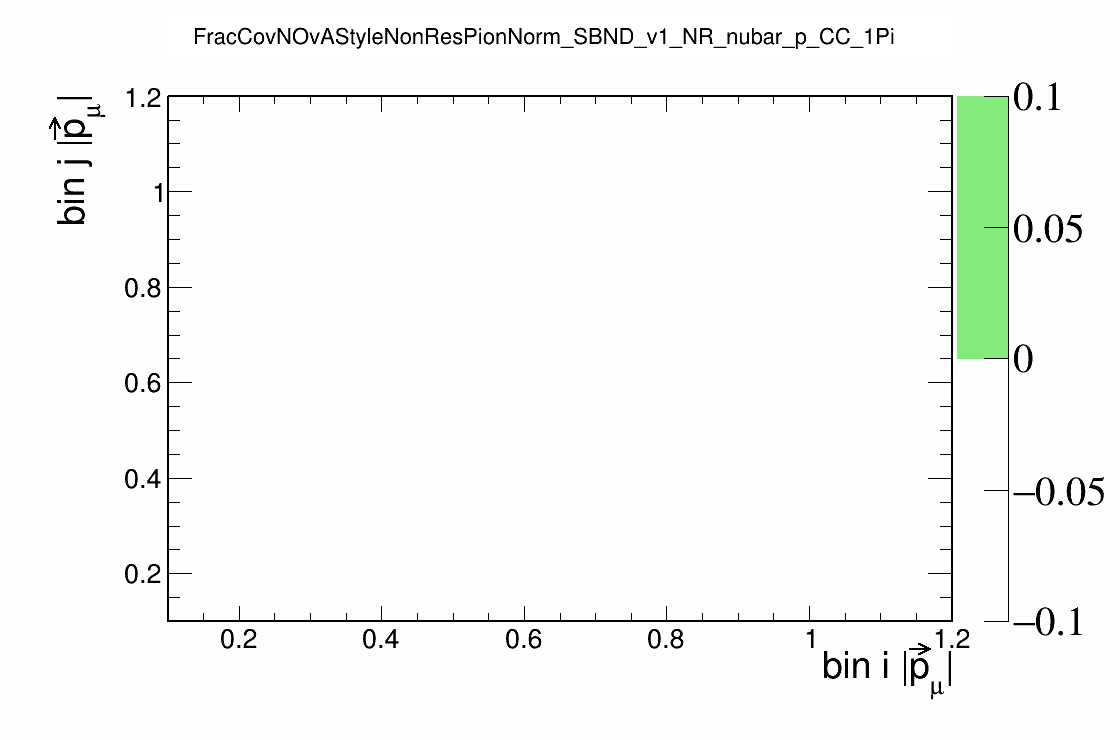 FracCovNOvAStyleNonResPionNorm_SBND_v1_NR_nubar_p_CC_1Pi
bin j |p⃗μ|
1.2
1
0.8
0.6
0.4
0.2
0.2 0.4 0.6 0.8 1 1.2
bin i |p⃗μ|
0.1
0.05
0
−0.05
−0.1